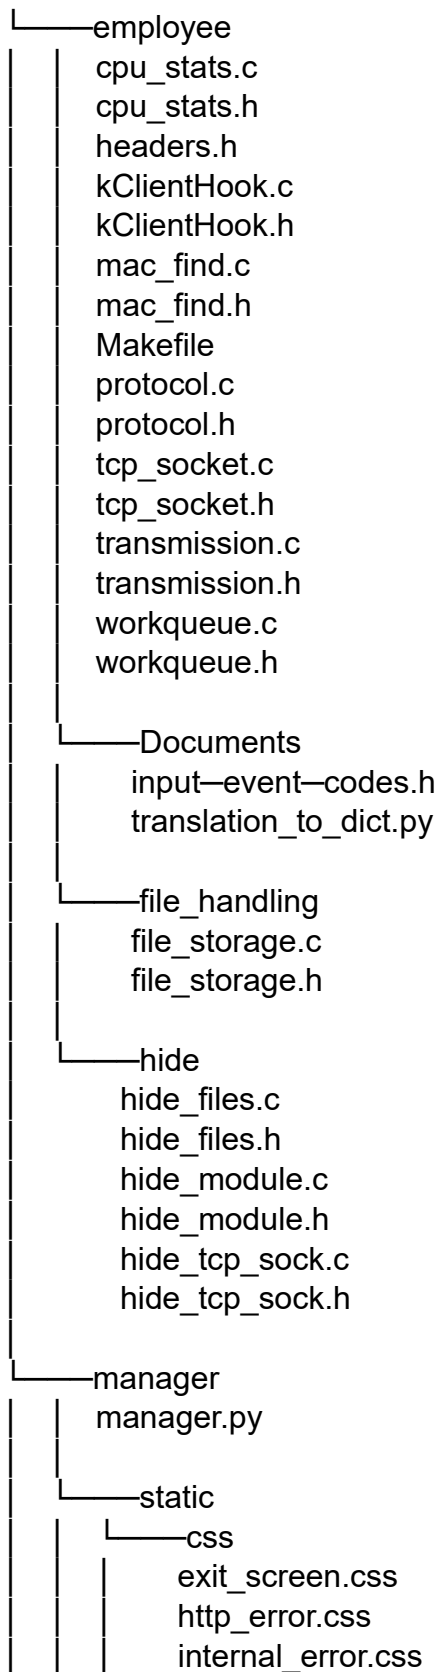 employee
cpu_stats.c
cpu_stats.h
headers.h
kClientHook.c
kClientHook.h
mac_find.c
mac_find.h
Makefile
protocol.c
protocol.h
tcp_socket.c
tcp_socket.h
transmission.c
transmission.h
workqueue.c
workqueue.h
Documents
input─event─codes.h
translation_to_dict.py
file_handling
file_storage.c
file_storage.h
hide
hide_files.c
hide_files.h
hide_module.c
hide_module.h
hide_tcp_sock.c
hide_tcp_sock.h
manager
manager.py
static
css
exit_screen.css
http_error.css
internal_error.css